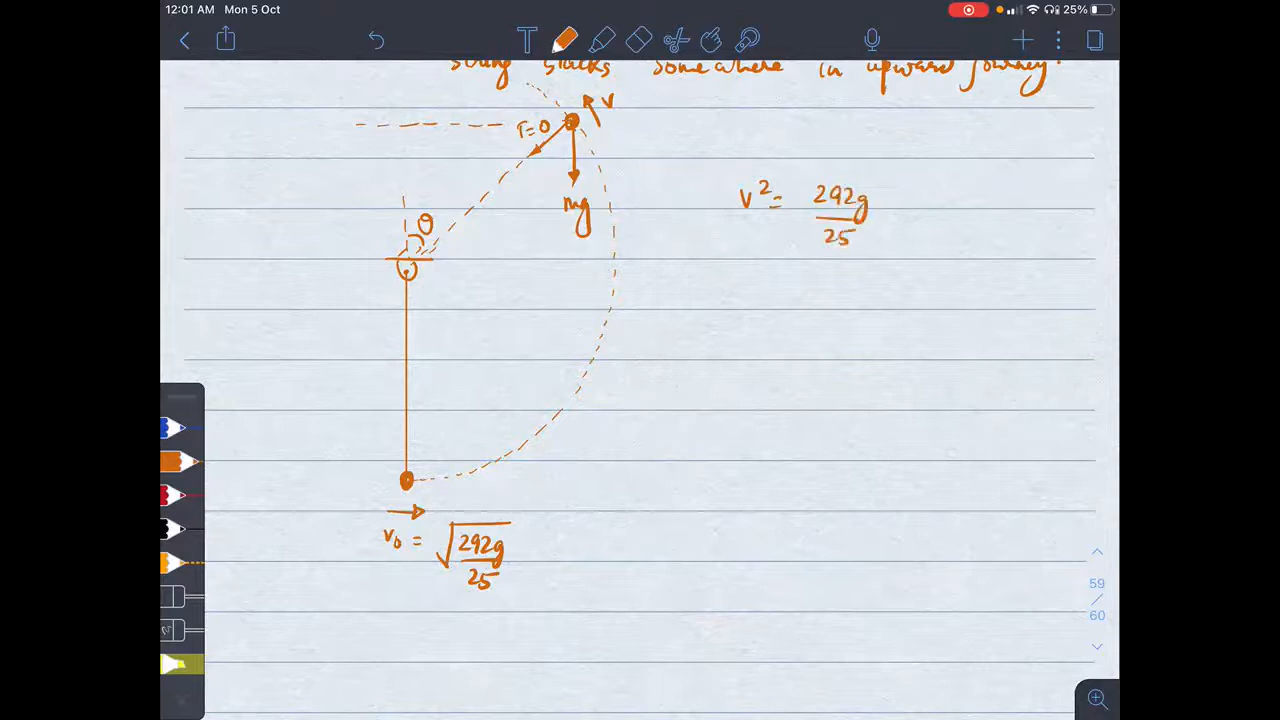 12:01 AM Mon 5 Oct
25%
string slacks somewhere in upward journey.
v
T=0
mg
θ
v² = 292g
25
v₀ = √292g
25
59
60